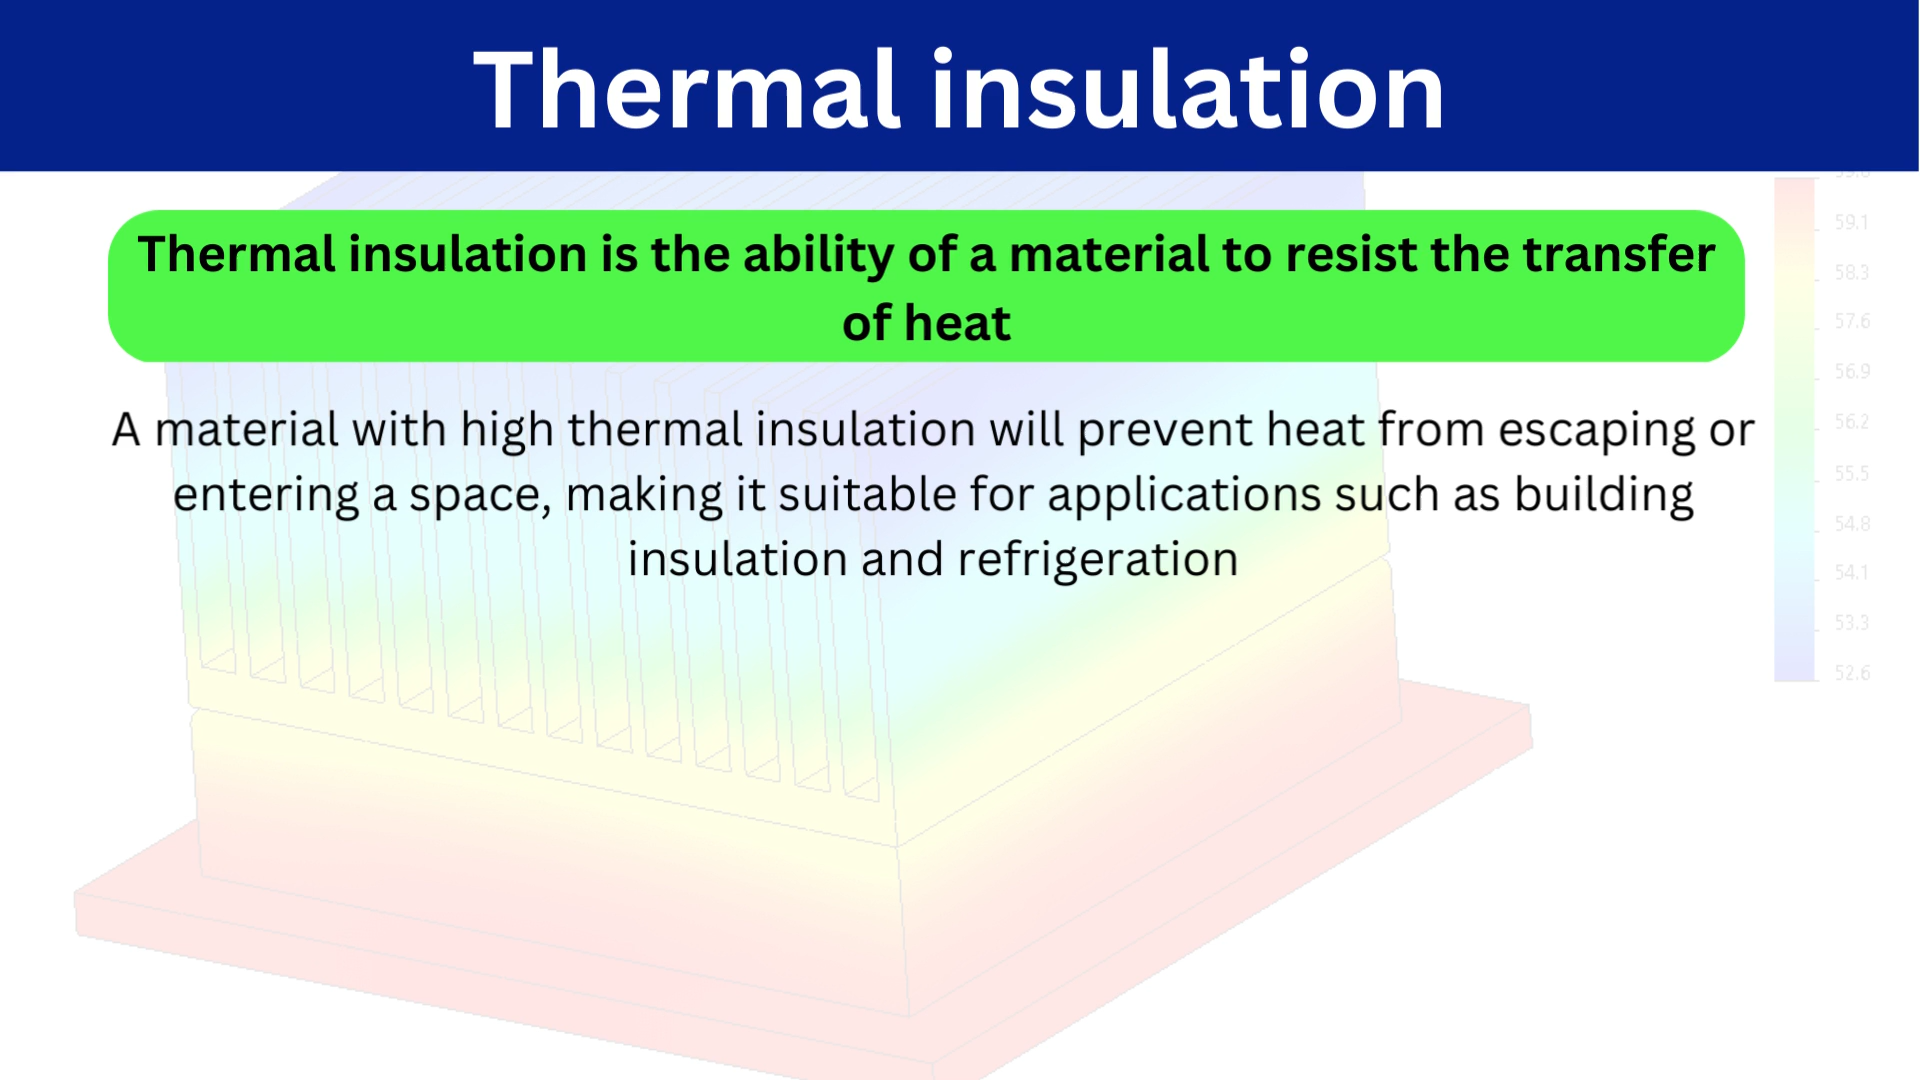 Thermal insulation
Thermal insulation is the ability of a material to resist the transfer
of heat
A material with high thermal insulation will prevent heat from escaping or
entering a space, making it suitable for applications such as building
insulation and refrigeration
59.1
58.3
57.6
56.9
56.2
55.5
54.8
54.1
53.3
52.6